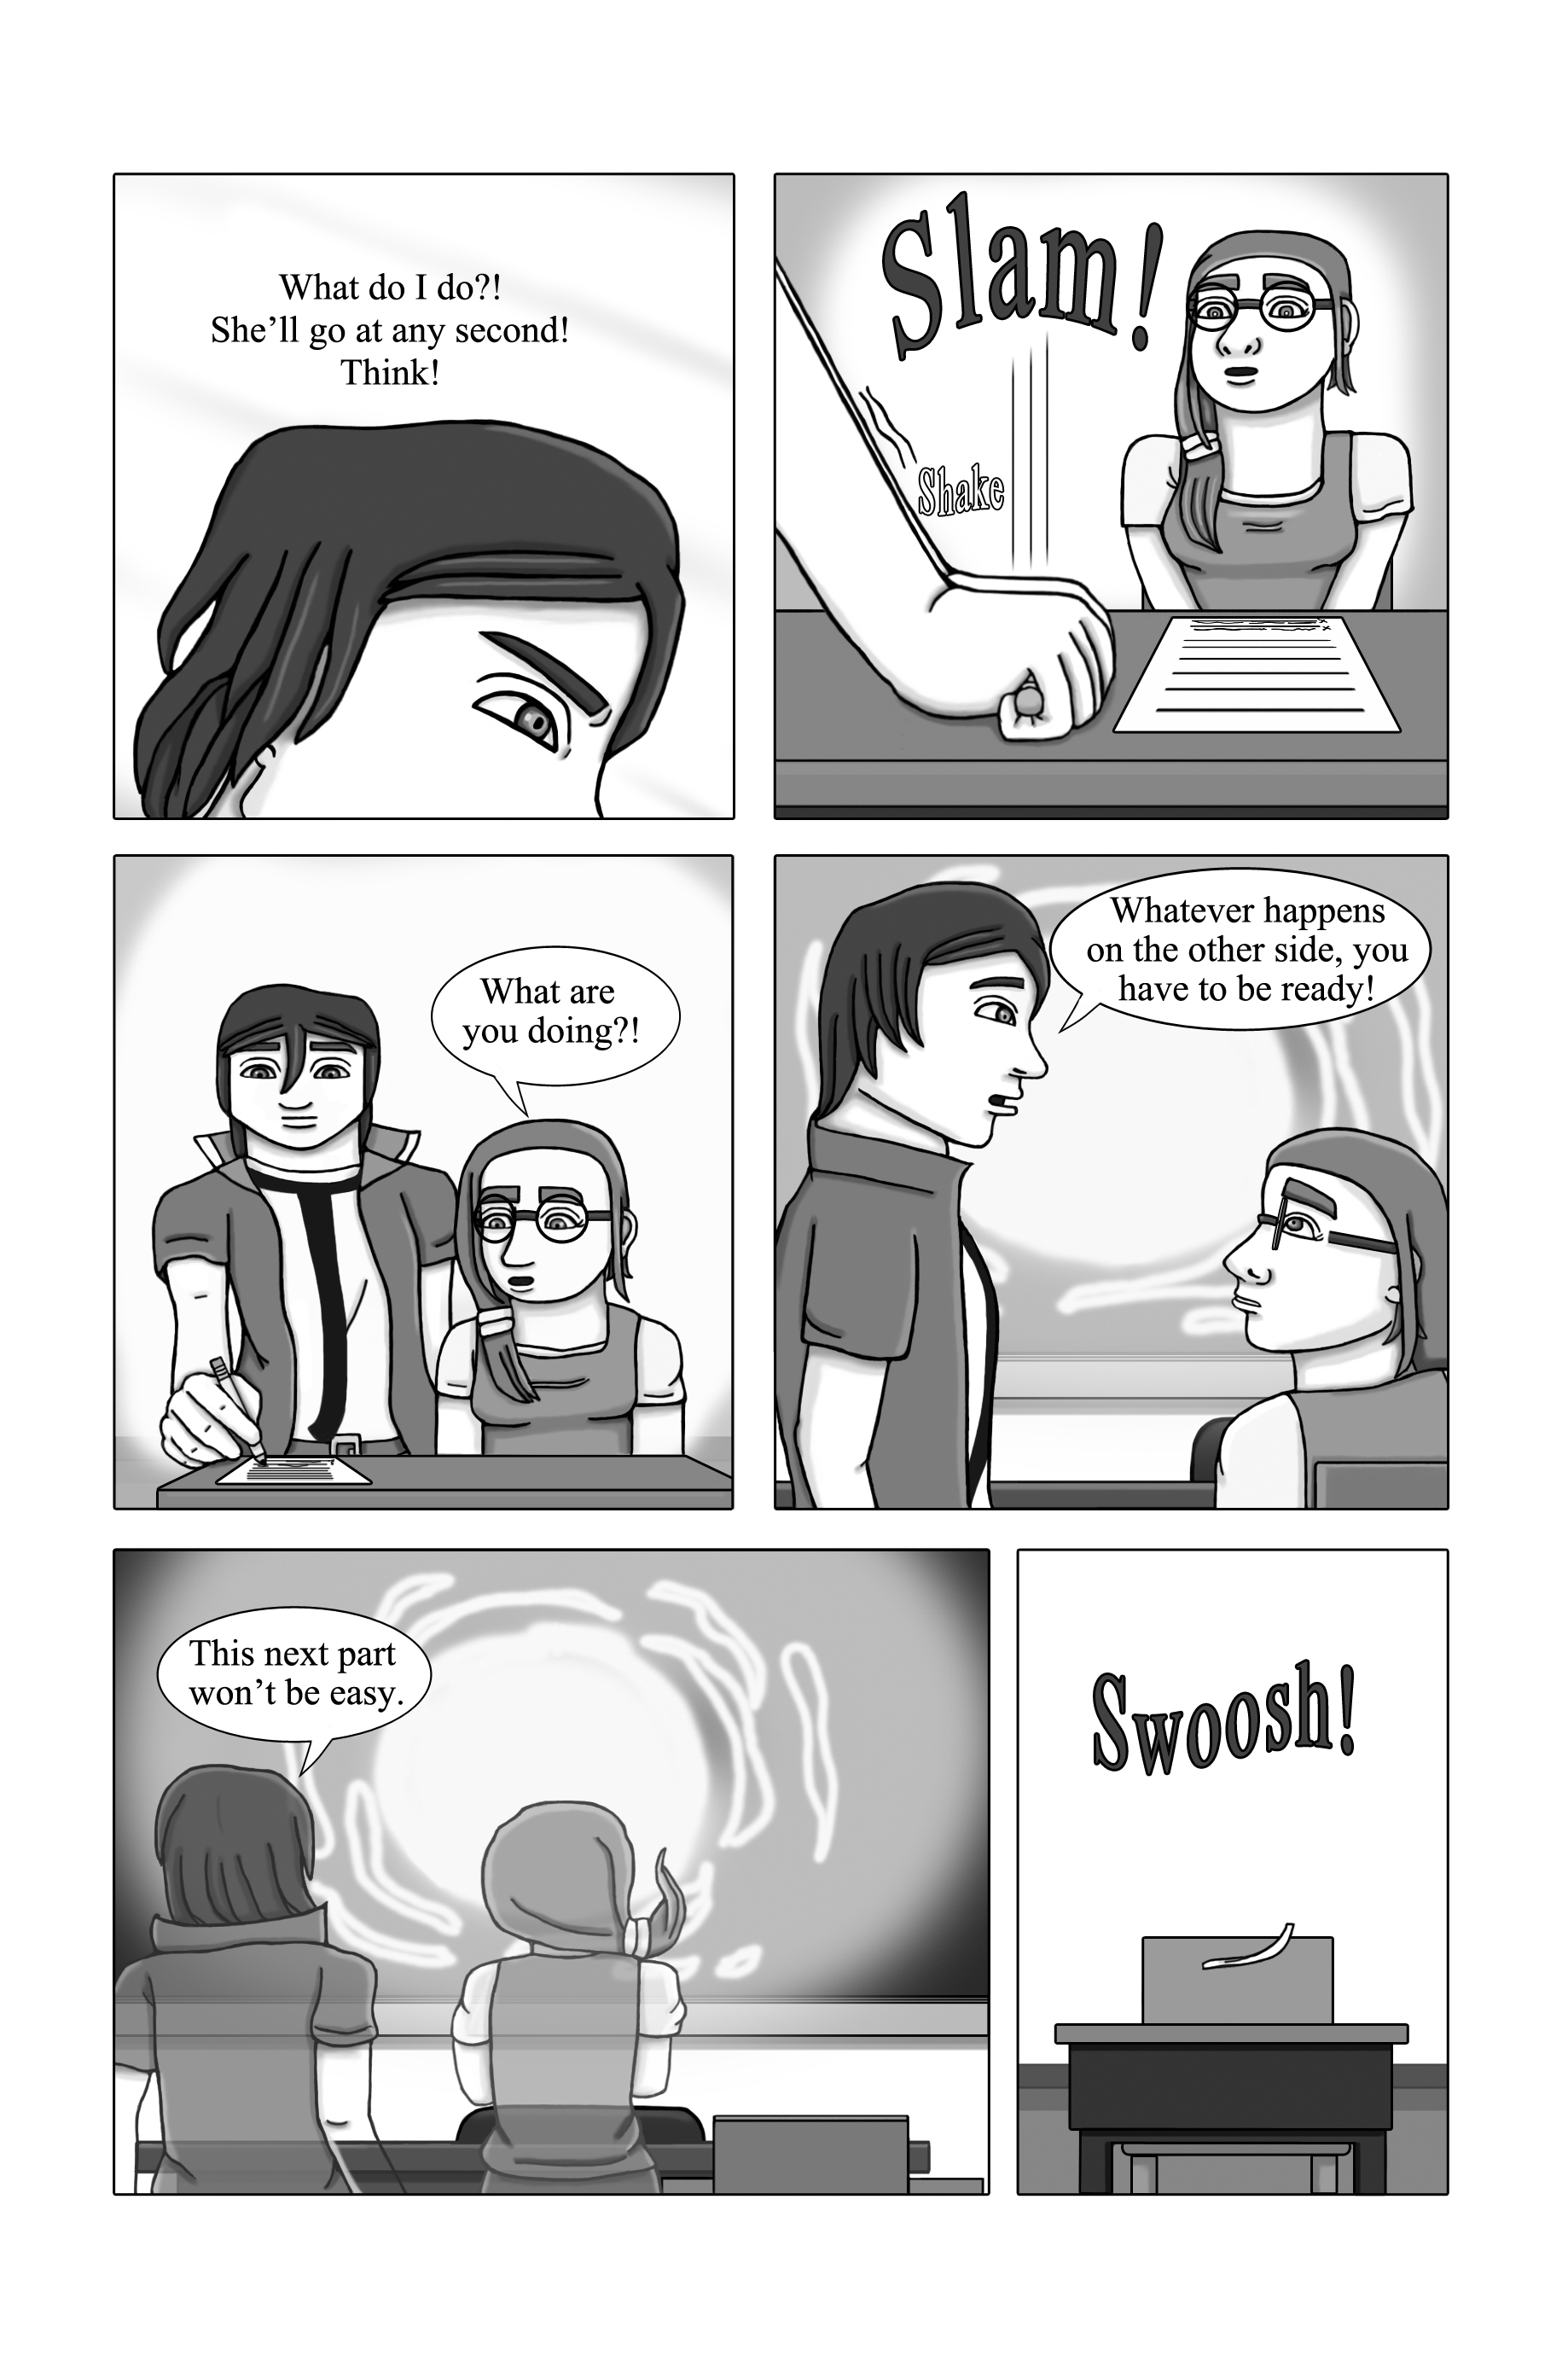 What do I do?!
She'll go at any second!
Think!
Slam!
Shake
What are
you doing?!
Whatever happens
on the other side, you
have to be ready!
This next part
won't be easy.
Swoosh!